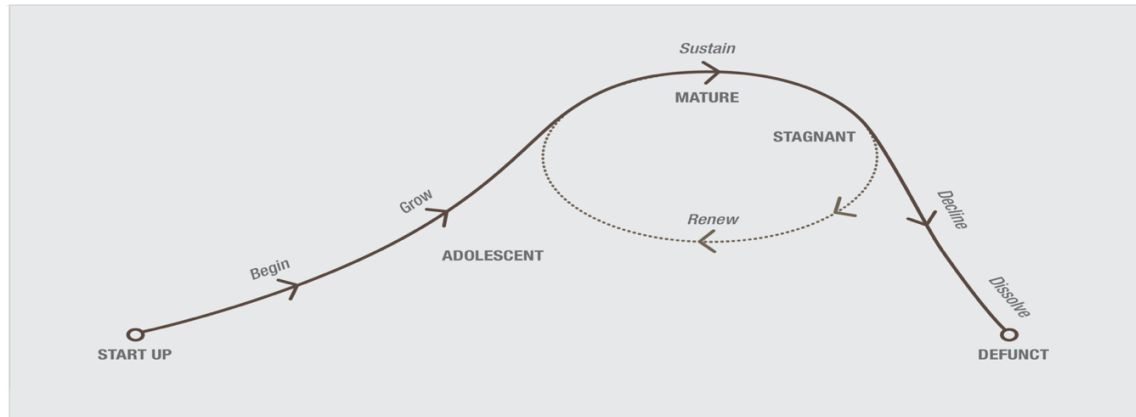 Sustain
MATURE
STAGNANT
Grow
Decline
Renew
ADOLESCENT
Begin
Dissolve
START UP
DEFUNCT